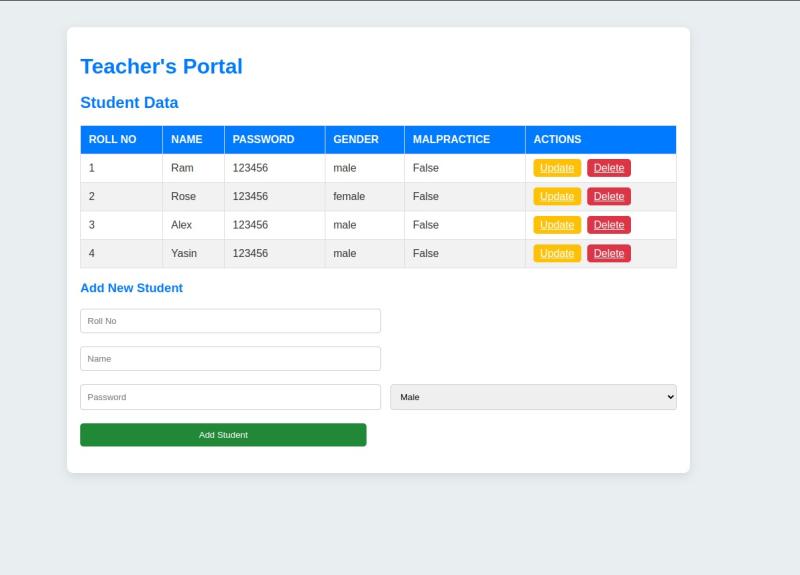 Teacher's Portal
Student Data
ROLL NO NAME PASSWORD GENDER MALPRACTICE ACTIONS
1 Ram 123456 male False Update Delete
2 Rose 123456 female False Update Delete
3 Alex 123456 male False Update Delete
4 Yasin 123456 male False Update Delete
Add New Student
Roll No
Name
Password Male
Add Student